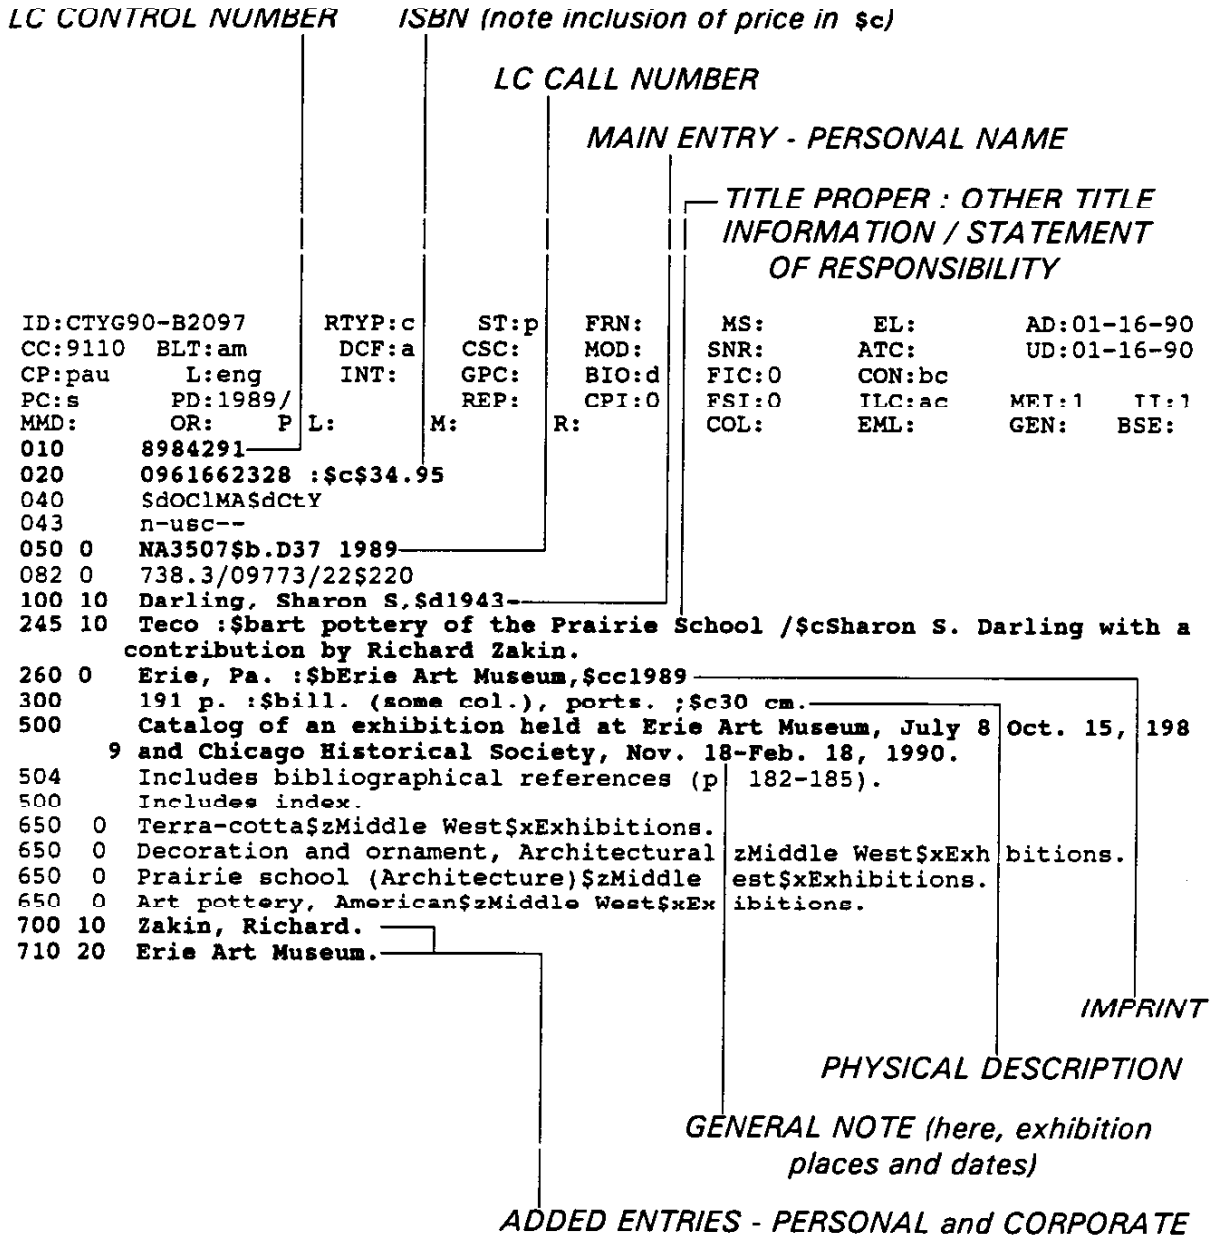 LC CONTROL NUMBER ISBN (note inclusion of price in $c)
LC CALL NUMBER
MAIN ENTRY - PERSONAL NAME
TITLE PROPER : OTHER TITLE
INFORMATION / STATEMENT
OF RESPONSIBILITY
ID:CTYG90-B2097 RTYP:c ST:p FRN: MS: EL: AD:01-16-90
CC:9110 BLT:am DCF:a CSC: MOD: SNR: ATC: UD:01-16-90
CP:pau L:eng INT: GPC: BIO:d FIC:0 CON:bc
PC:s PD:1989/ REP: CPI:0 FSI:0 ILC:ac MEI:1 II:1
MMD: OR: P L: M: R: COL: EML: GEN: BSE:
010 8984291
020 0961662328 :$c$34.95
040 $dOClMA$dCtY
043 n-usc--
050 0 NA3507$b.D37 1989
082 0 738.3/09773/22$220
100 10 Darling, Sharon S,$d1943-
245 10 Teco :$bart pottery of the Prairie School /$cSharon S. Darling with a
contribution by Richard Zakin.
260 0 Erie, Pa. :$bErie Art Museum,$cc1989
300 191 p. :$bill. (some col.), ports. ;$c30 cm.
500 Catalog of an exhibition held at Erie Art Museum, July 8 Oct. 15, 198
9 and Chicago Historical Society, Nov. 18-Feb. 18, 1990.
504 Includes bibliographical references (p 182-185).
500 Includes index.
650 0 Terra-cotta$zMiddle West$xExhibitions.
650 0 Decoration and ornament, Architectural zMiddle West$xExh bitions.
650 0 Prairie school (Architecture)$zMiddle est$xExhibitions.
650 0 Art pottery, American$zMiddle West$xEx ibitions.
700 10 Zakin, Richard.
710 20 Erie Art Museum.
IMPRINT
PHYSICAL DESCRIPTION
GENERAL NOTE (here, exhibition
places and dates)
ADDED ENTRIES - PERSONAL and CORPORATE